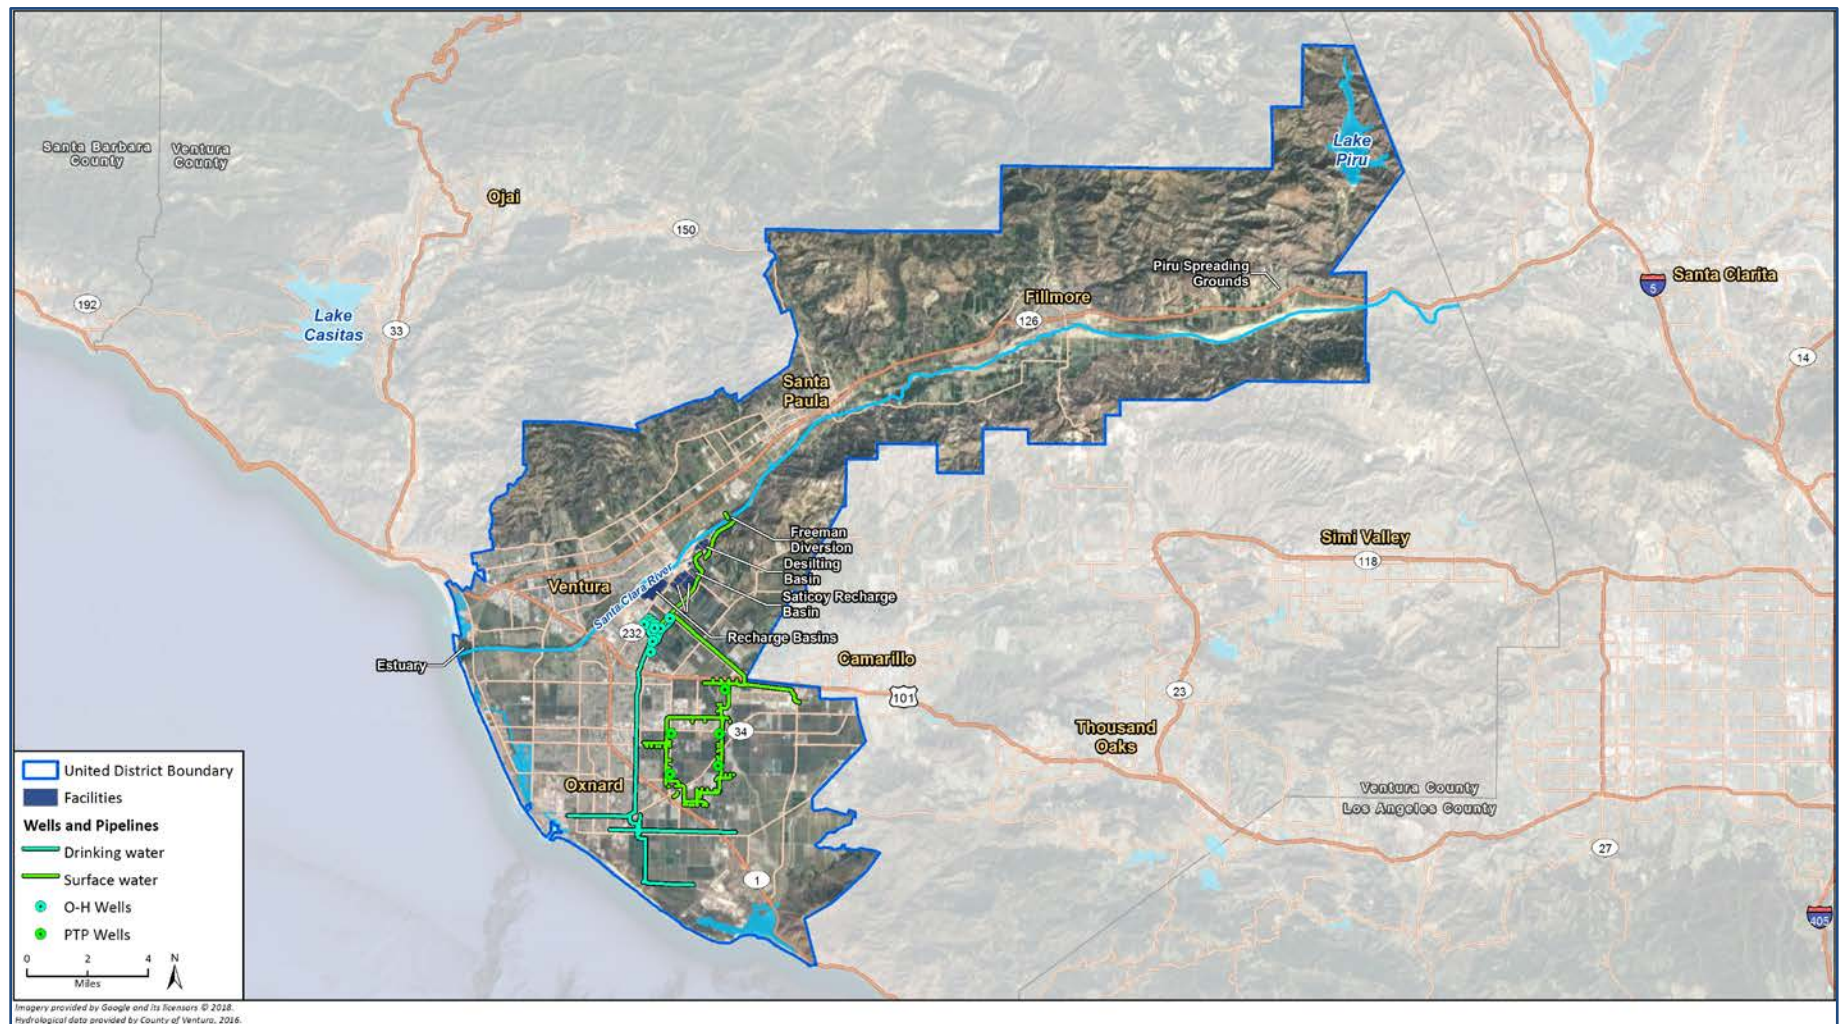 Santa Barbara
County
Ventura
County
Ojai
150
Lake
Piru
Piru Spreading
Grounds
Santa Clarita
5
192
Lake
Casitas
33
Fillmore
126
14
Santa
Paula
Freeman
Diversion
Desilting
Basin
Saticoy Recharge
Basin
Recharge Basins
Ventura
Santa Clara River
232
Estuary
Simi Valley
118
Camarillo
101
23
34
Thousand
Oaks
Oxnard
Ventura County
Los Angeles County
27
1
405
United District Boundary
Facilities
Wells and Pipelines
Drinking water
Surface water
O-H Wells
PTP Wells
0 2 4
Miles
N
Imagery provided by Google and its licensors © 2018.
Hydrological data provided by County of Ventura, 2016.